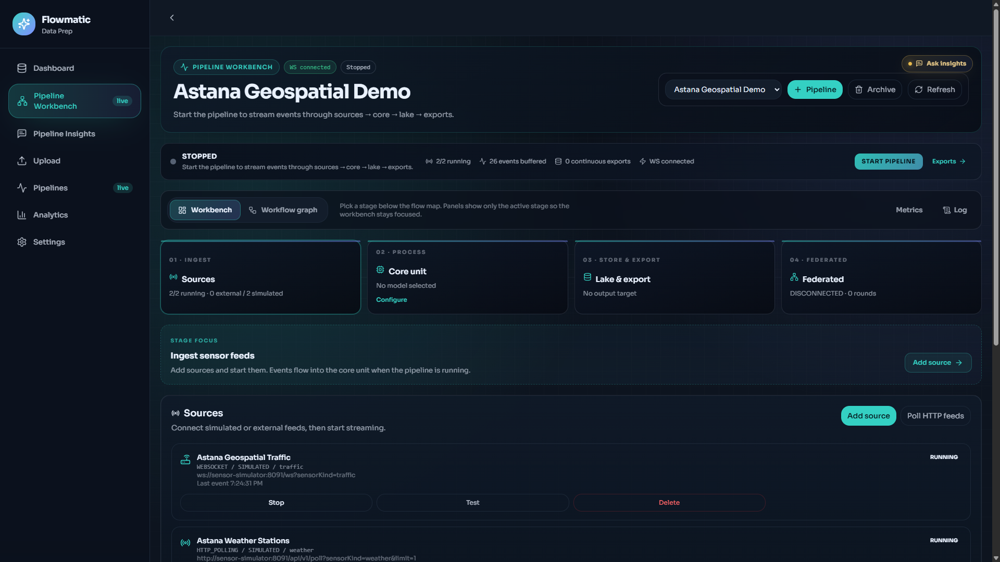 Flowmatic
Data Prep
Dashboard
Pipeline
Workbench
live
Pipeline Insights
Upload
Pipelines
live
Analytics
Settings
PIPELINE WORKBENCH
WS connected
Stopped
Ask insights
Astana Geospatial Demo
Astana Geospatial Demo
Pipeline
Archive
Refresh
Start the pipeline to stream events through sources → core → lake → exports.
STOPPED
Start the pipeline to stream events through sources → core → lake → exports.
2/2 running
26 events buffered
0 continuous exports
WS connected
START PIPELINE
Exports →
Workbench
Workflow graph
Pick a stage below the flow map. Panels show only the active stage so the
workbench stays focused.
Metrics
Log
01 · INGEST
Sources
2/2 running · 0 external / 2 simulated
02 · PROCESS
Core unit
No model selected
Configure
03 · STORE & EXPORT
Lake & export
No output target
04 · FEDERATED
Federated
DISCONNECTED · 0 rounds
STAGE FOCUS
Ingest sensor feeds
Add sources and start them. Events flow into the core unit when the pipeline is running.
Add source →
Sources
Connect simulated or external feeds, then start streaming.
Add source
Poll HTTP feeds
Astana Geospatial Traffic
WEBSOCKET / SIMULATED / traffic
ws://sensor-simulator:8091/ws?sensorKind=traffic
Last event 7:24:31 PM
RUNNING
Stop
Test
Delete
Astana Weather Stations
HTTP_POLLING / SIMULATED / weather
http://sensor-simulator:8091/api/v1/poll?sensorKind=weather&limit=1
RUNNING